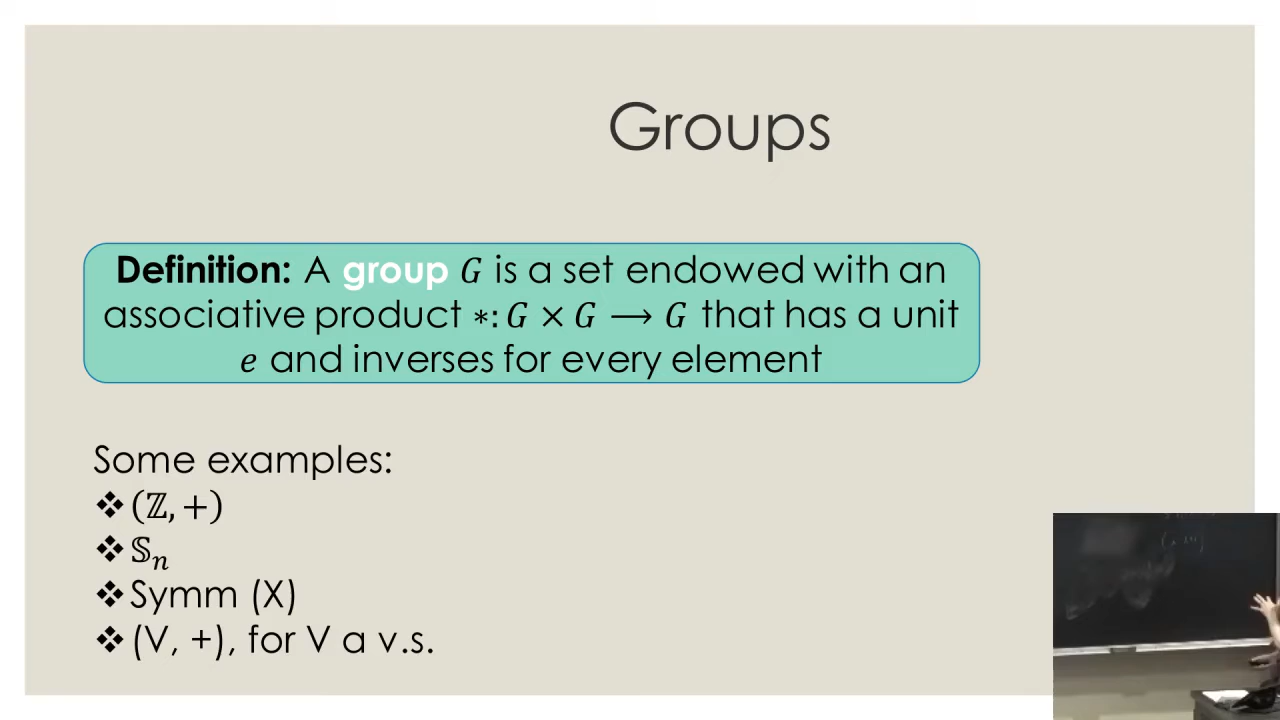 Groups
Definition: A group G is a set endowed with an
associative product ∗: G × G ⟶ G that has a unit
e and inverses for every element
Some examples:
❖ (ℤ, +)
❖ 𝕊ₙ
❖ Symm (X)
❖ (V, +), for V a v.s.